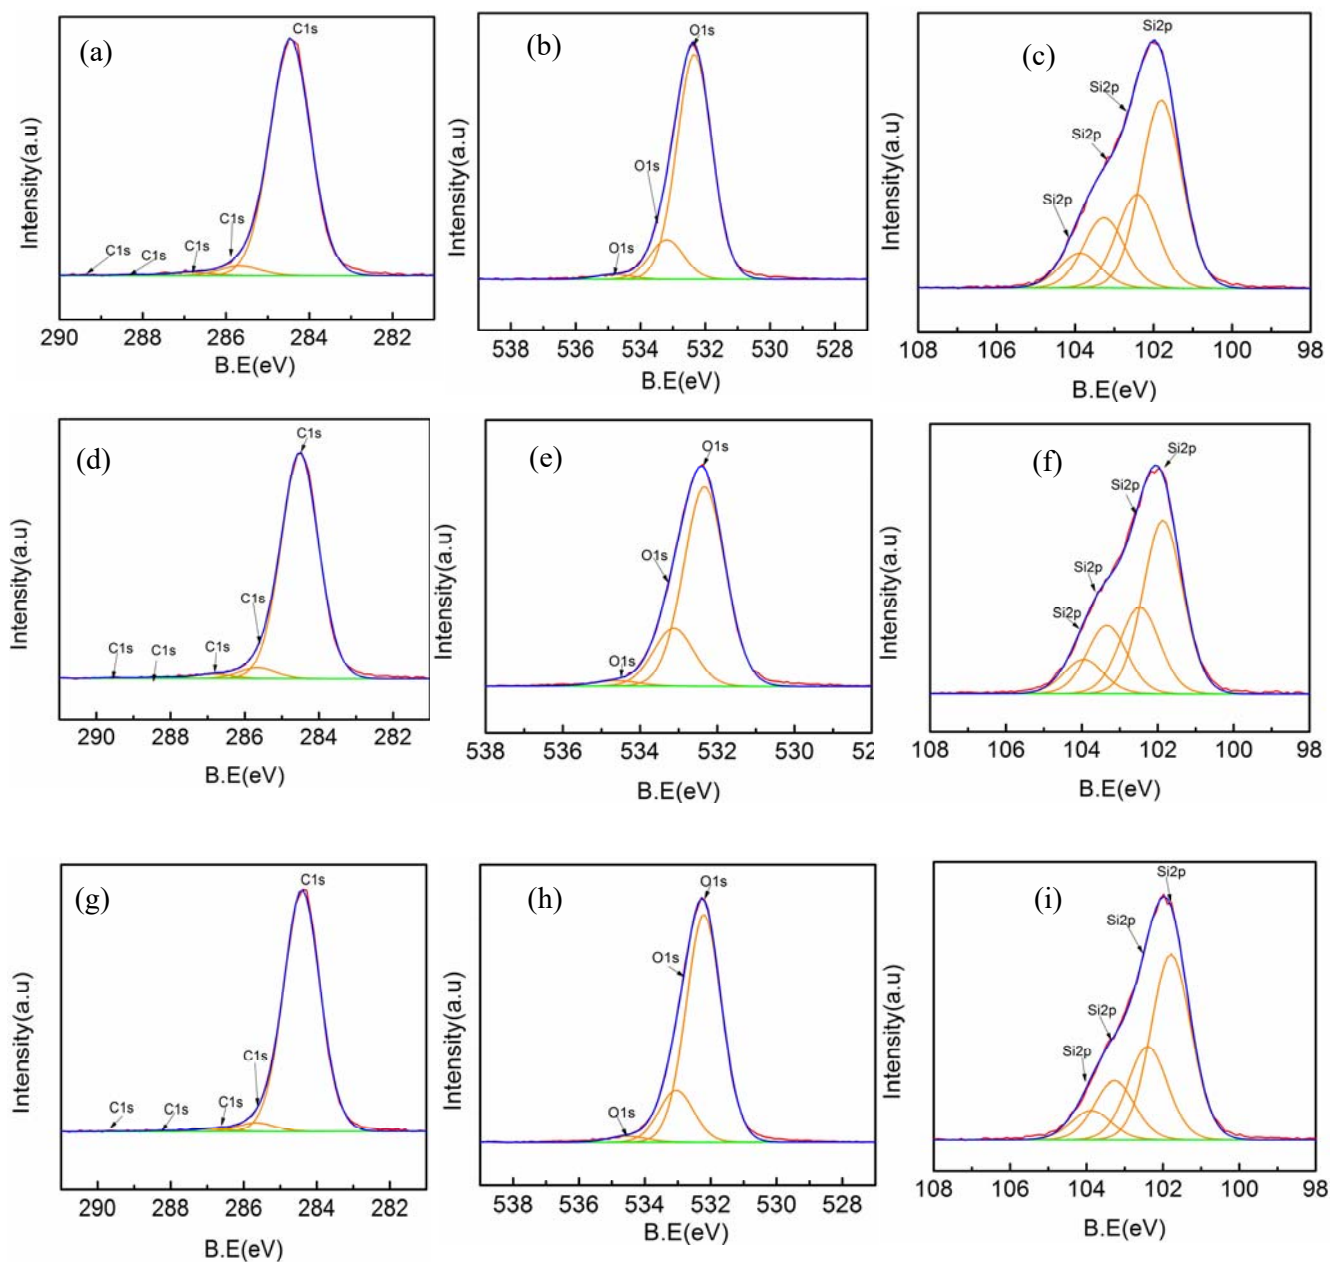 (a)
C1s
C1s
C1s
C1s
C1s
Intensity(a.u)
290 288 286 284 282
B.E(eV)
(b)
O1s
O1s
O1s
Intensity(a.u)
538 536 534 532 530 528
B.E(eV)
(c)
Si2p
Si2p
Si2p
Si2p
Intensity(a.u)
108 106 104 102 100 98
B.E(eV)
(d)
C1s
C1s
C1s
C1s
C1s
Intensity(a.u)
290 288 286 284 282
B.E(eV)
(e)
O1s
O1s
O1s
Intensity(a.u)
538 536 534 532 530 52
B.E(eV)
(f)
Si2p
Si2p
Si2p
Si2p
Intensity(a.u)
108 106 104 102 100 98
B.E(eV)
(g)
C1s
C1s
C1s
C1s
C1s
Intensity(a.u)
290 288 286 284 282
B.E(eV)
(h)
O1s
O1s
O1s
Intensity(a.u)
538 536 534 532 530 528
B.E(eV)
(i)
Si2p
Si2p
Si2p
Si2p
Intensity(a.u)
108 106 104 102 100 98
B.E(eV)